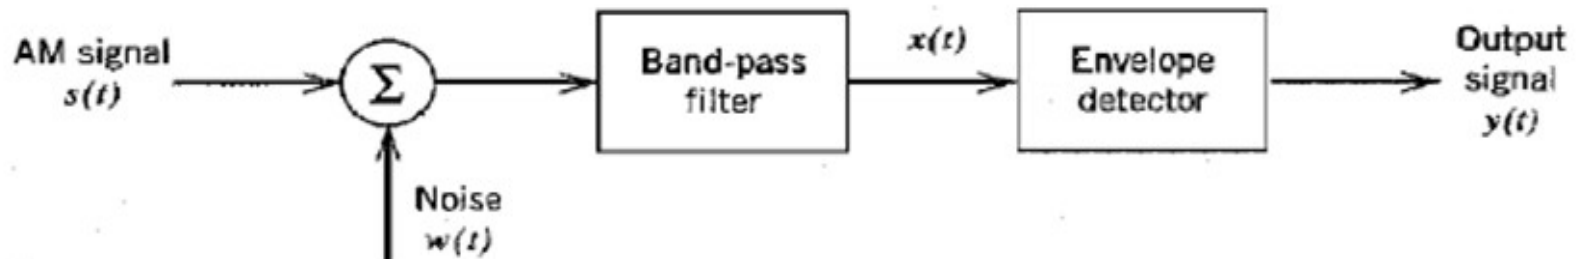 AM signal
s(t)
Σ
Noise
w(t)
Band-pass
filter
x(t)
Envelope
detector
Output
signal
y(t)